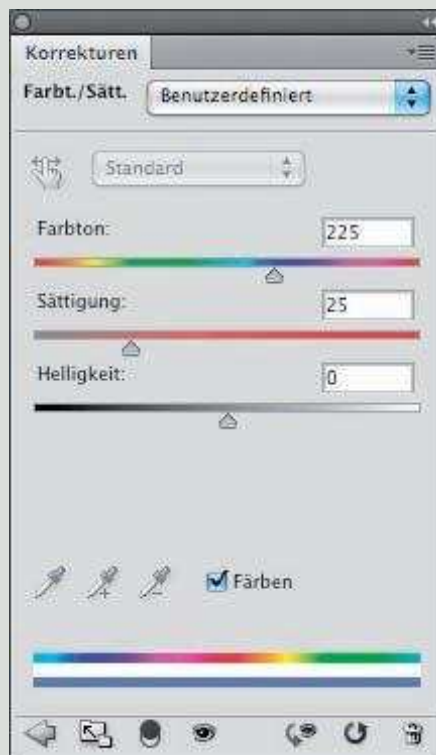 Korrekturen
Farbt./Sätt. Benutzerdefiniert
Standard
Farbton: 225
Sättigung: 25
Helligkeit: 0
Färben